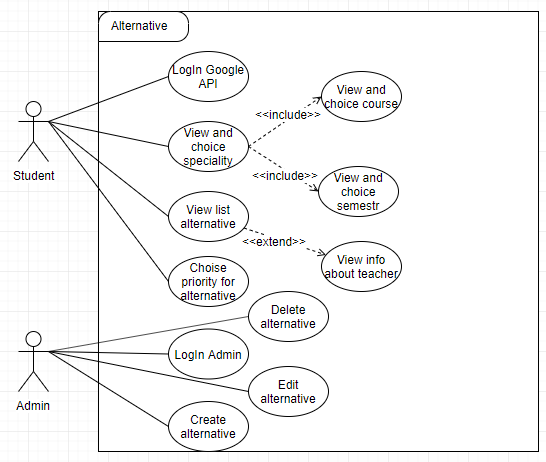 Alternative
LogIn Google
API
View and
choice course
<<include>>
View and
choice
speciality
Student
<<include>>
View and
choice
semestr
View list
alternative
<<extend>>
View info
about teacher
Choise
priority for
alternative
Delete
alternative
LogIn Admin
Edit
alternative
Admin
Create
alternative